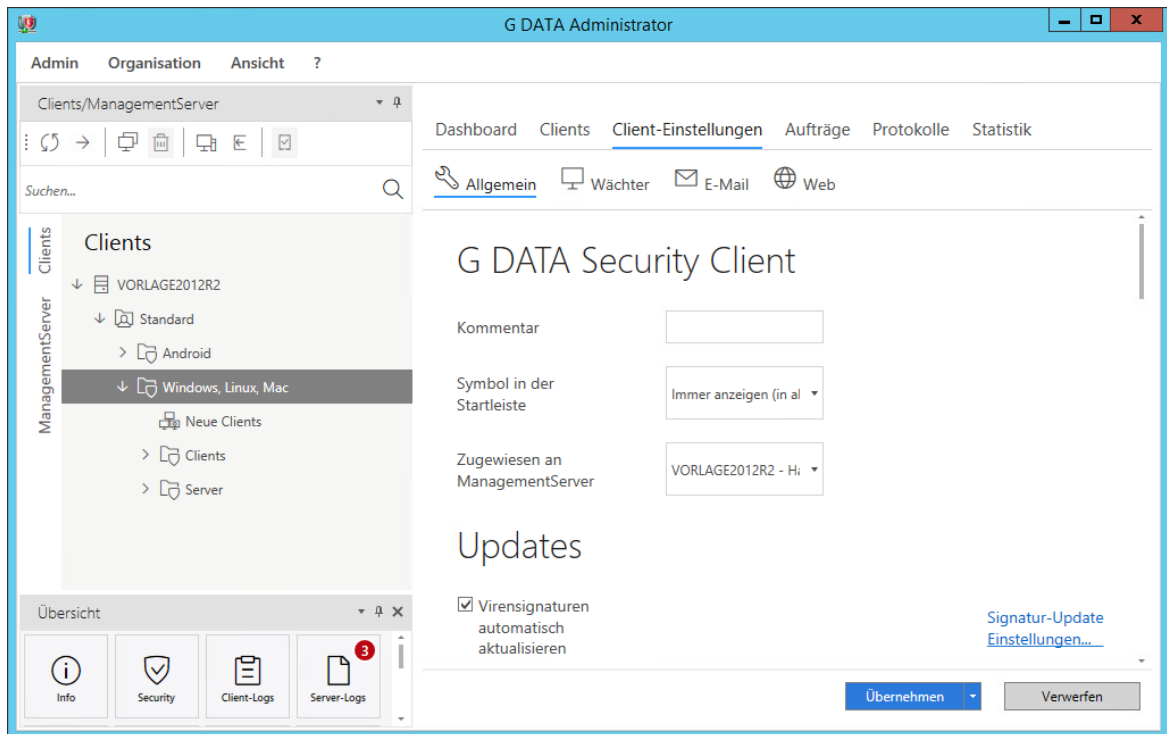 G DATA Administrator
Admin Organisation Ansicht ?
Clients/ManagementServer
Suchen...
Clients
ManagementServer
Clients
VORLAGE2012R2
Standard
Android
Windows, Linux, Mac
Neue Clients
Clients
Server
Übersicht
Info
Security
Client-Logs
Server-Logs
3
Dashboard Clients Client-Einstellungen Aufträge Protokolle Statistik
Allgemein Wächter E-Mail Web
G DATA Security Client
Kommentar
Symbol in der
Startleiste
Immer anzeigen (in al
Zugewiesen an
ManagementServer
VORLAGE2012R2 - Ha
Updates
Virensignaturen
automatisch
aktualisieren
Signatur-Update
Einstellungen...
Übernehmen
Verwerfen